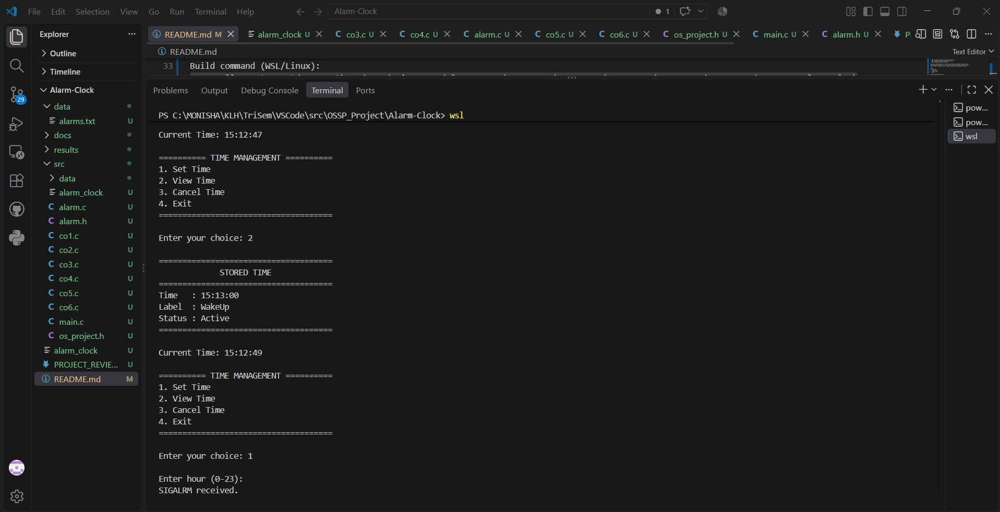 File Edit Selection View Go Run Terminal Help
Alarm-Clock
1
Explorer
Outline
Timeline
Alarm-Clock
data
alarms.txt U
docs
results
src
data
alarm_clock U
alarm.c U
alarm.h U
co1.c U
co2.c U
co3.c U
co4.c U
co5.c U
co6.c U
main.c U
os_project.h U
alarm_clock U
PROJECT_REVIE... U
README.md M
29
README.md M alarm_clock U co3.c U co4.c U alarm.c U co5.c U co6.c U os_project.h U main.c U alarm.h U
README.md
Text Editor
33 Build command (WSL/Linux):
Problems Output Debug Console Terminal Ports
PS C:\MONISHA\KLH\TriSem\VSCode\src\OSSP_Project\Alarm-Clock> wsl
Current Time: 15:12:47
========== TIME MANAGEMENT ==========
1. Set Time
2. View Time
3. Cancel Time
4. Exit
=====================================
Enter your choice: 2
=====================================
STORED TIME
=====================================
Time   : 15:13:00
Label  : WakeUp
Status : Active
=====================================
Current Time: 15:12:49
========== TIME MANAGEMENT ==========
1. Set Time
2. View Time
3. Cancel Time
4. Exit
=====================================
Enter your choice: 1
Enter hour (0-23):
SIGALRM received.
pow...
pow...
wsl